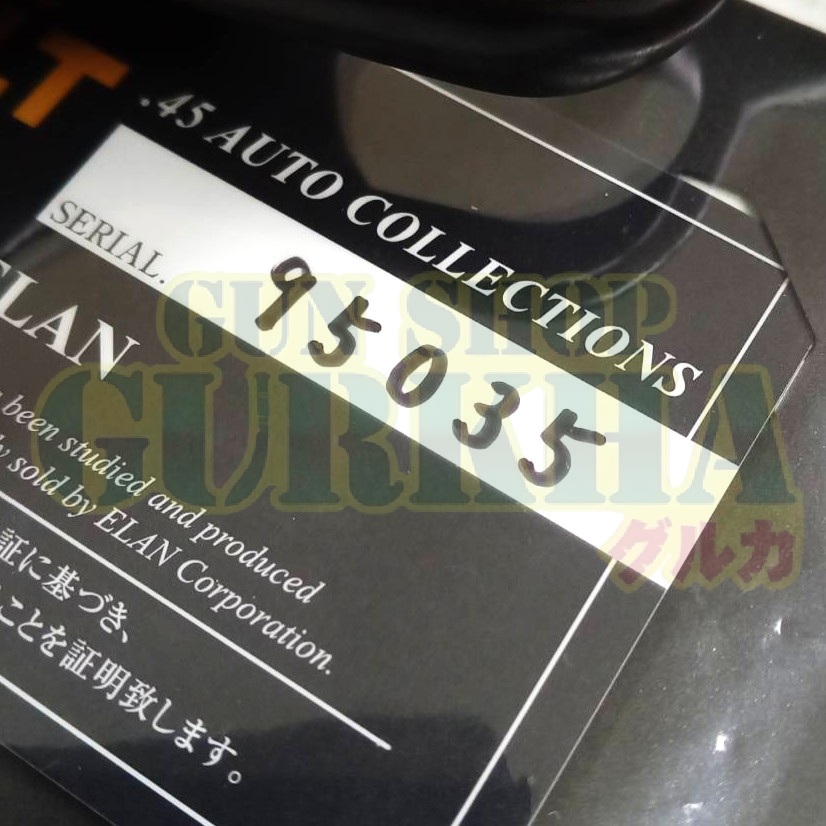 LT
.45 AUTO COLLECTIONS
SERIAL. 95035
ELAN
been studied and produced
sold by ELAN Corporation.
証に基づき、
ことを証明致します。
GUN SHOP
GURKHA
グルカ